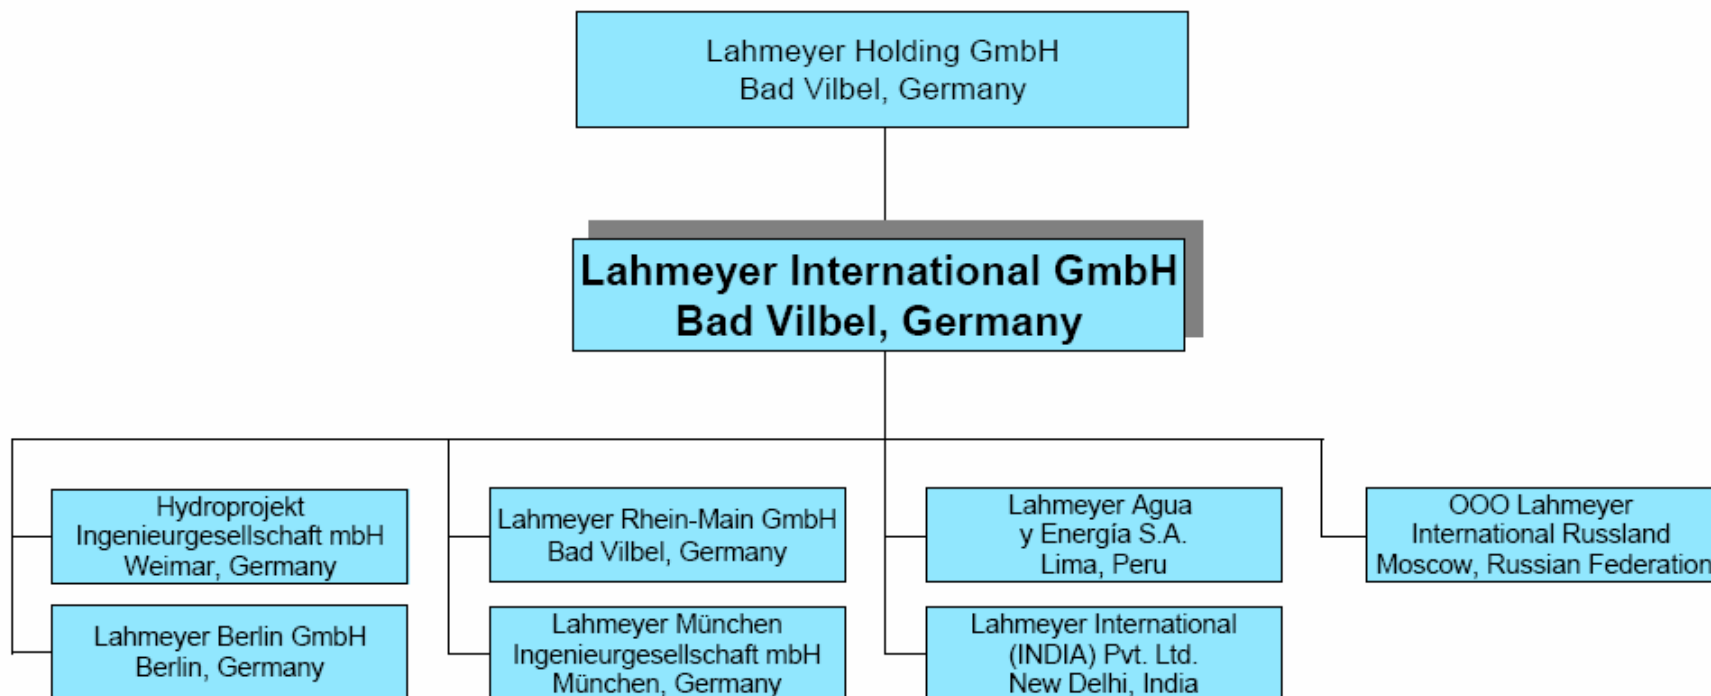 Lahmeyer Holding GmbH
Bad Vilbel, Germany
Lahmeyer International GmbH
Bad Vilbel, Germany
Hydroprojekt
Ingenieurgesellschaft mbH
Weimar, Germany
Lahmeyer Rhein-Main GmbH
Bad Vilbel, Germany
Lahmeyer Agua
y Energía S.A.
Lima, Peru
OOO Lahmeyer
International Russland
Moscow, Russian Federation
Lahmeyer Berlin GmbH
Berlin, Germany
Lahmeyer München
Ingenieurgesellschaft mbH
München, Germany
Lahmeyer International
(INDIA) Pvt. Ltd.
New Delhi, India